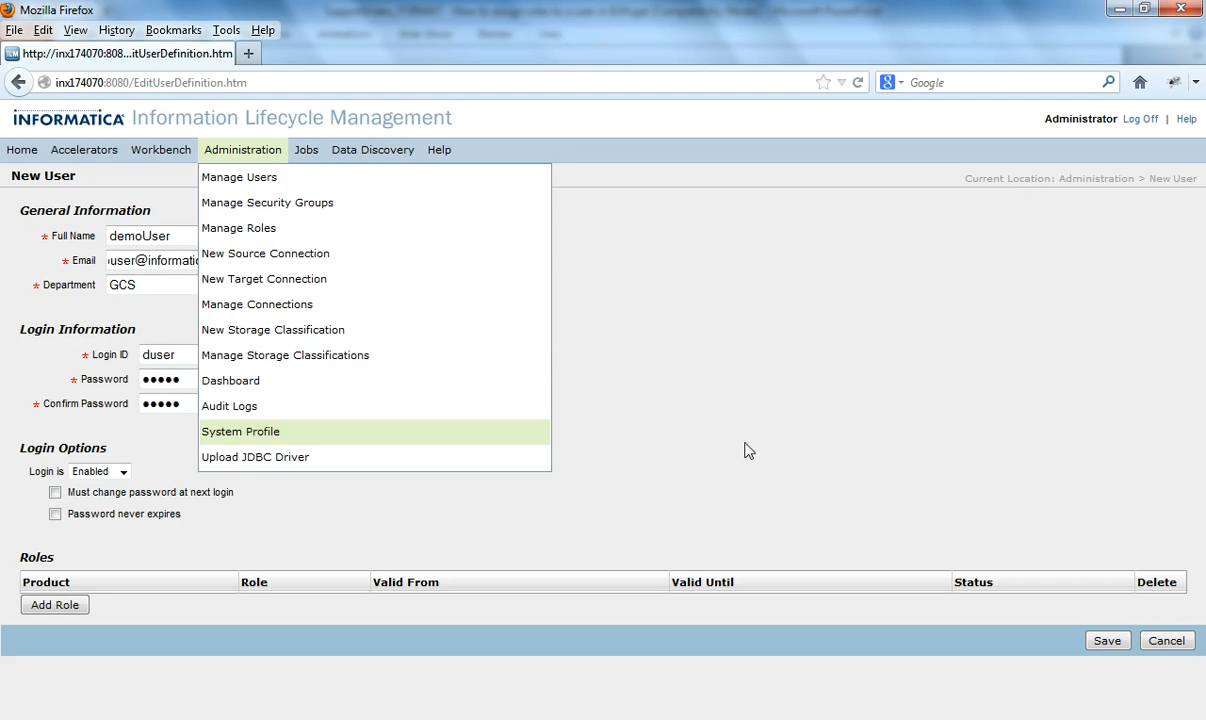 Mozilla Firefox
File Edit View History Bookmarks Tools Help
http://inx174070:808...itUserDefinition.htm
inx174070:8080/EditUserDefinition.htm
Google
INFORMATICA Information Lifecycle Management
Administrator Log Off | Help
Home Accelerators Workbench Administration Jobs Data Discovery Help
New User
Current Location: Administration > New User
Manage Users
Manage Security Groups
Manage Roles
New Source Connection
New Target Connection
Manage Connections
New Storage Classification
Manage Storage Classifications
Dashboard
Audit Logs
System Profile
Upload JDBC Driver
General Information
* Full Name demoUser
* Email user@informatic
* Department GCS
Login Information
* Login ID duser
* Password •••••
* Confirm Password •••••
Login Options
Login is Enabled
Must change password at next login
Password never expires
Roles
Product Role Valid From Valid Until Status Delete
Add Role
Save Cancel